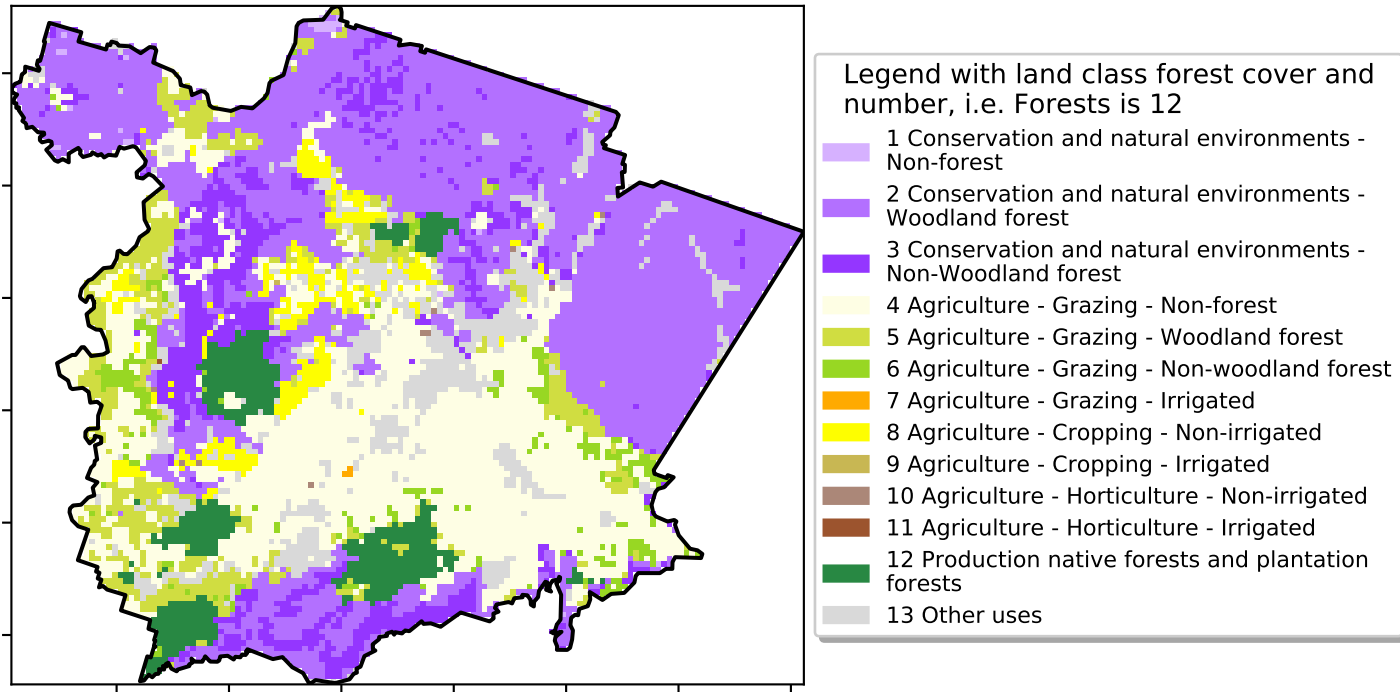 Legend with land class forest cover and
number, i.e. Forests is 12
1 Conservation and natural environments -
Non-forest
2 Conservation and natural environments -
Woodland forest
3 Conservation and natural environments -
Non-Woodland forest
4 Agriculture - Grazing - Non-forest
5 Agriculture - Grazing - Woodland forest
6 Agriculture - Grazing - Non-woodland forest
7 Agriculture - Grazing - Irrigated
8 Agriculture - Cropping - Non-irrigated
9 Agriculture - Cropping - Irrigated
10 Agriculture - Horticulture - Non-irrigated
11 Agriculture - Horticulture - Irrigated
12 Production native forests and plantation
forests
13 Other uses